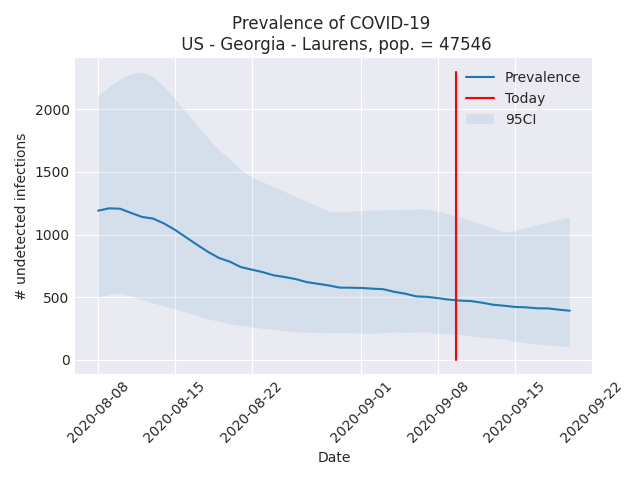 Prevalence of COVID-19
US - Georgia - Laurens, pop. = 47546
Prevalence
Today
95CI
# undetected infections
2000
1500
1000
500
0
2020-08-08
2020-08-15
2020-08-22
2020-09-01
2020-09-08
2020-09-15
2020-09-22
Date